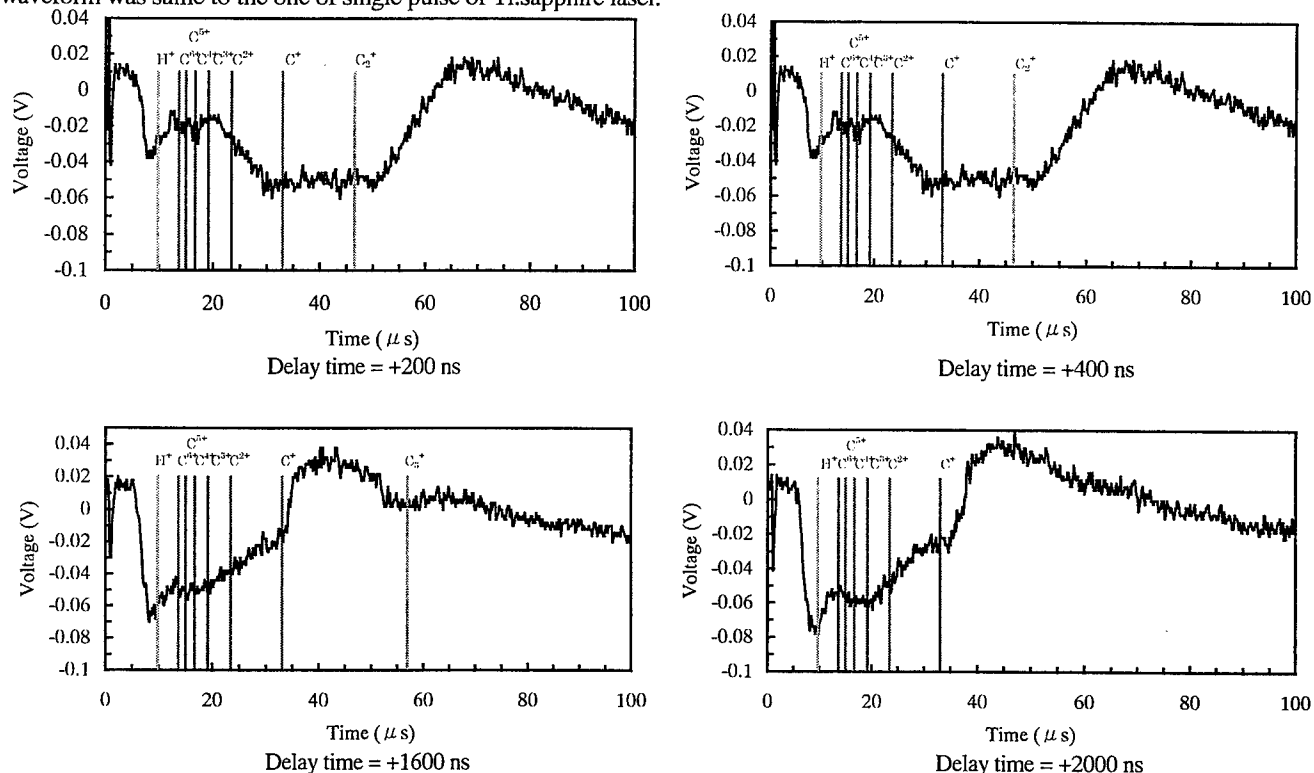 waveform was same to the one of single pulse of Ti:sapphire laser.
0.04
0.02
0
-0.02
-0.04
-0.06
-0.08
-0.1
Voltage (V)
H⁺
C⁶⁺
C⁵⁺
C⁴⁺
C³⁺
C²⁺
C⁺
C₂⁺
0 20 40 60 80 100
Time (μs)
Delay time = +200 ns
0.04
0.02
0
-0.02
-0.04
-0.06
-0.08
-0.1
Voltage (V)
H⁺
C⁶⁺
C⁵⁺
C⁴⁺
C³⁺
C²⁺
C⁺
C₂⁺
0 20 40 60 80 100
Time (μs)
Delay time = +400 ns
0.04
0.02
0
-0.02
-0.04
-0.06
-0.08
-0.1
Voltage (V)
H⁺
C⁶⁺
C⁵⁺
C⁴⁺
C³⁺
C²⁺
C⁺
C₂⁺
0 20 40 60 80 100
Time (μs)
Delay time = +1600 ns
0.04
0.02
0
-0.02
-0.04
-0.06
-0.08
-0.1
Voltage (V)
H⁺
C⁶⁺
C⁵⁺
C⁴⁺
C³⁺
C²⁺
C⁺
0 20 40 60 80 100
Time (μs)
Delay time = +2000 ns